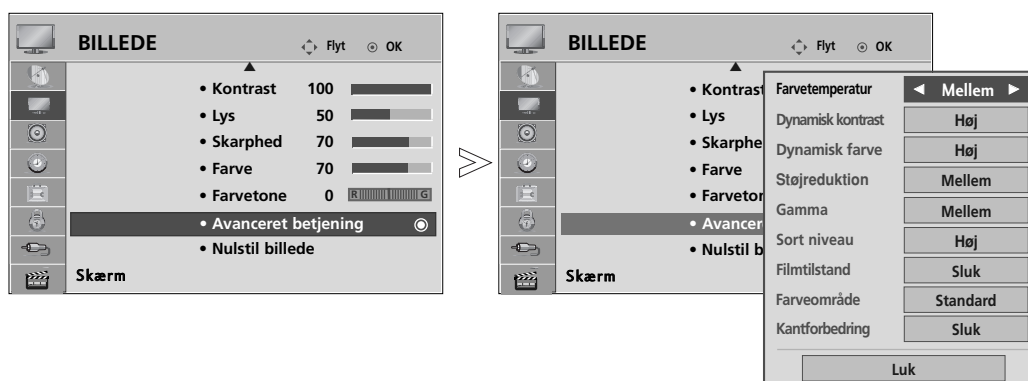 BILLEDE Flyt OK
• Kontrast 100
• Lys 50
• Skarphed 70
• Farve 70
• Farvetone 0 R G
• Avanceret betjening
• Nulstil billede
Skærm
BILLEDE Flyt OK
• Kontrast
• Lys
• Skarphe
• Farve
• Farvetor
• Avancer
• Nulstil b
Skærm
Farvetemperatur Mellem
Dynamisk kontrast Høj
Dynamisk farve Høj
Støjreduktion Mellem
Gamma Mellem
Sort niveau Høj
Filmtilstand Sluk
Farveområde Standard
Kantforbedring Sluk
Luk